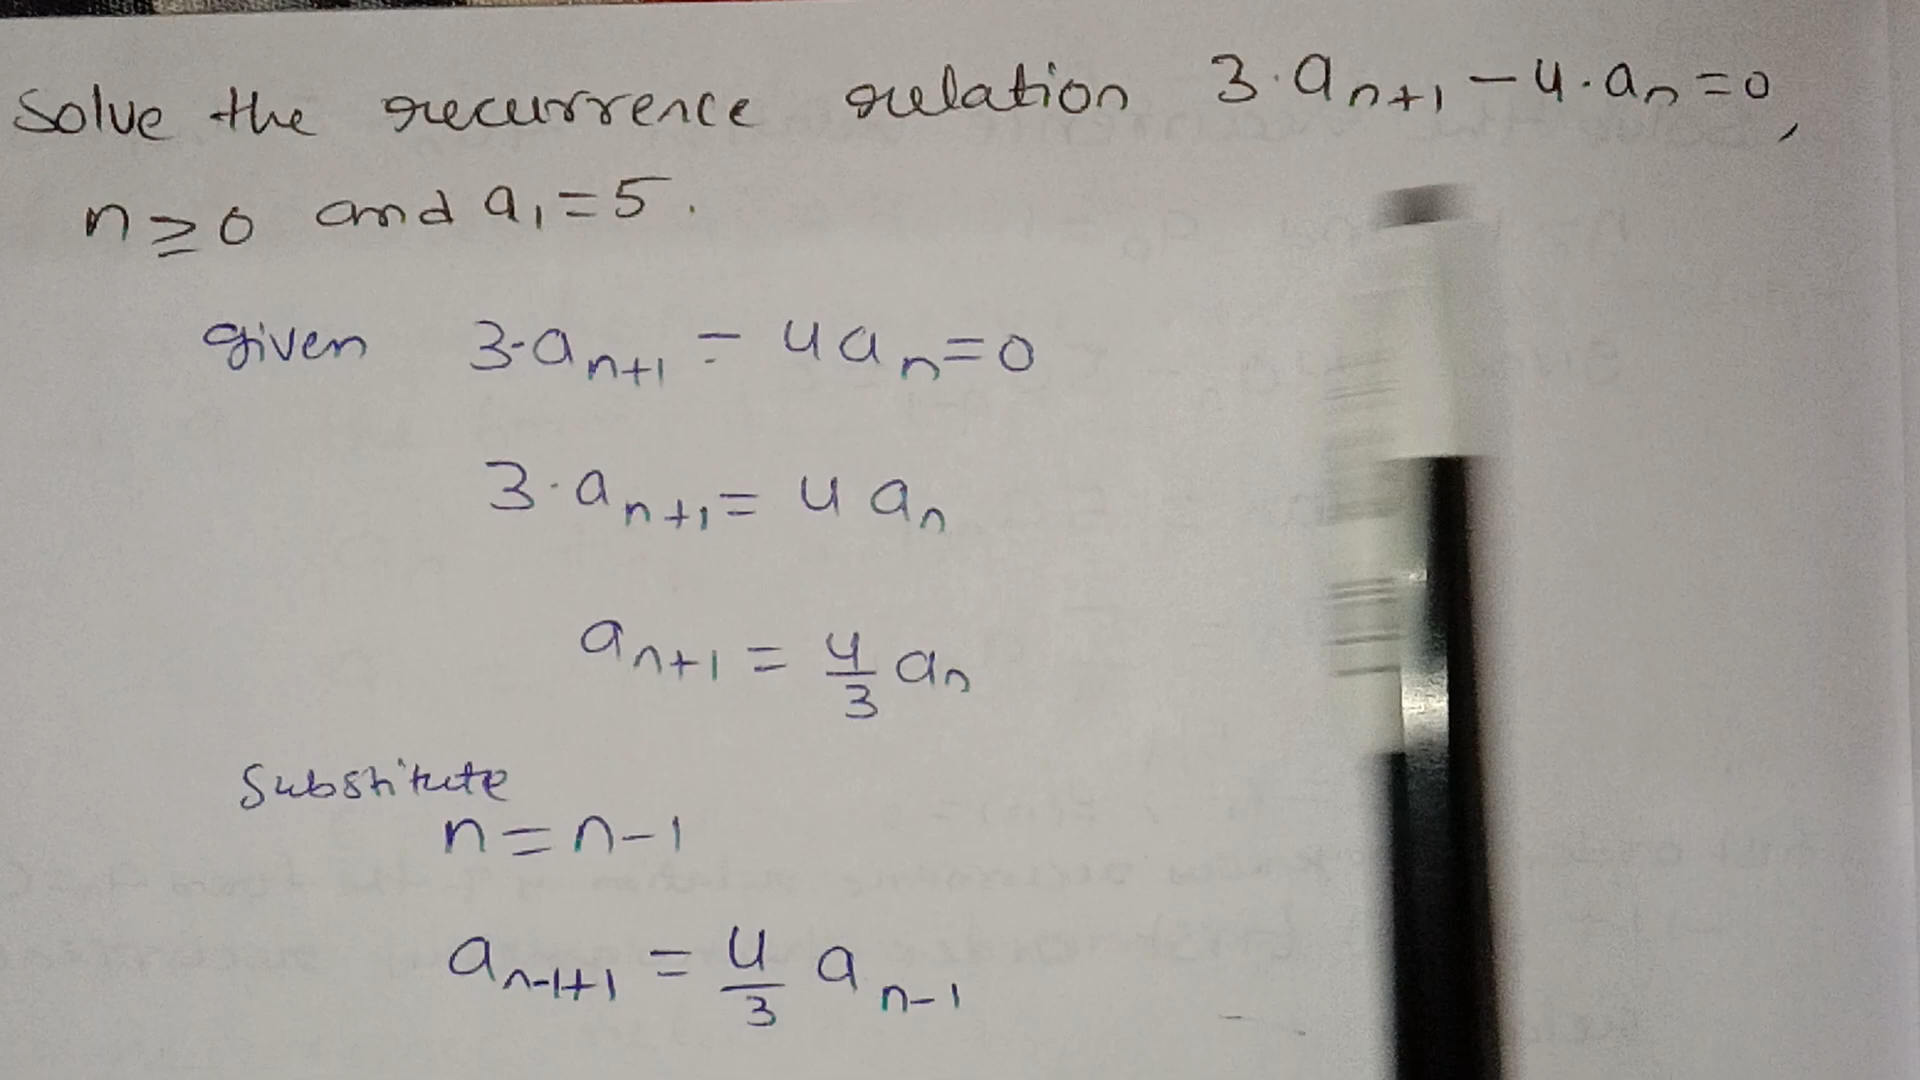 Solve the recurrence relation 3·aₙ₊₁ - 4·aₙ = 0,
n ≥ 0 and a₁ = 5.
given 3·aₙ₊₁ - 4aₙ = 0
3·aₙ₊₁ = 4 aₙ
aₙ₊₁ = 4/3 aₙ
Substitute
n = n-1
aₙ₋₁₊₁ = 4/3 aₙ₋₁